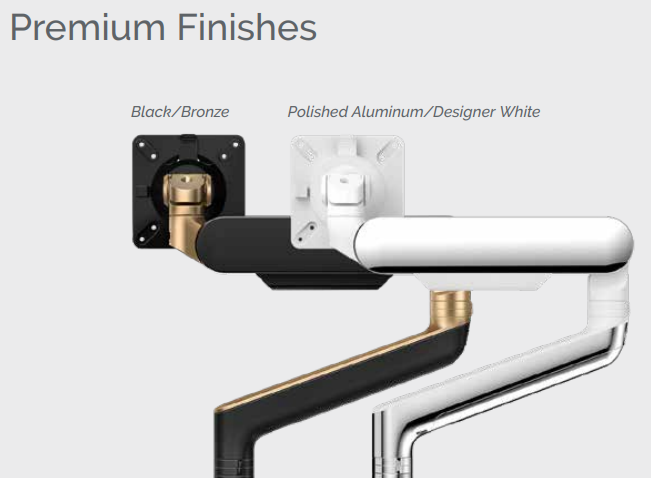 Premium Finishes
Black/Bronze
Polished Aluminum/Designer White